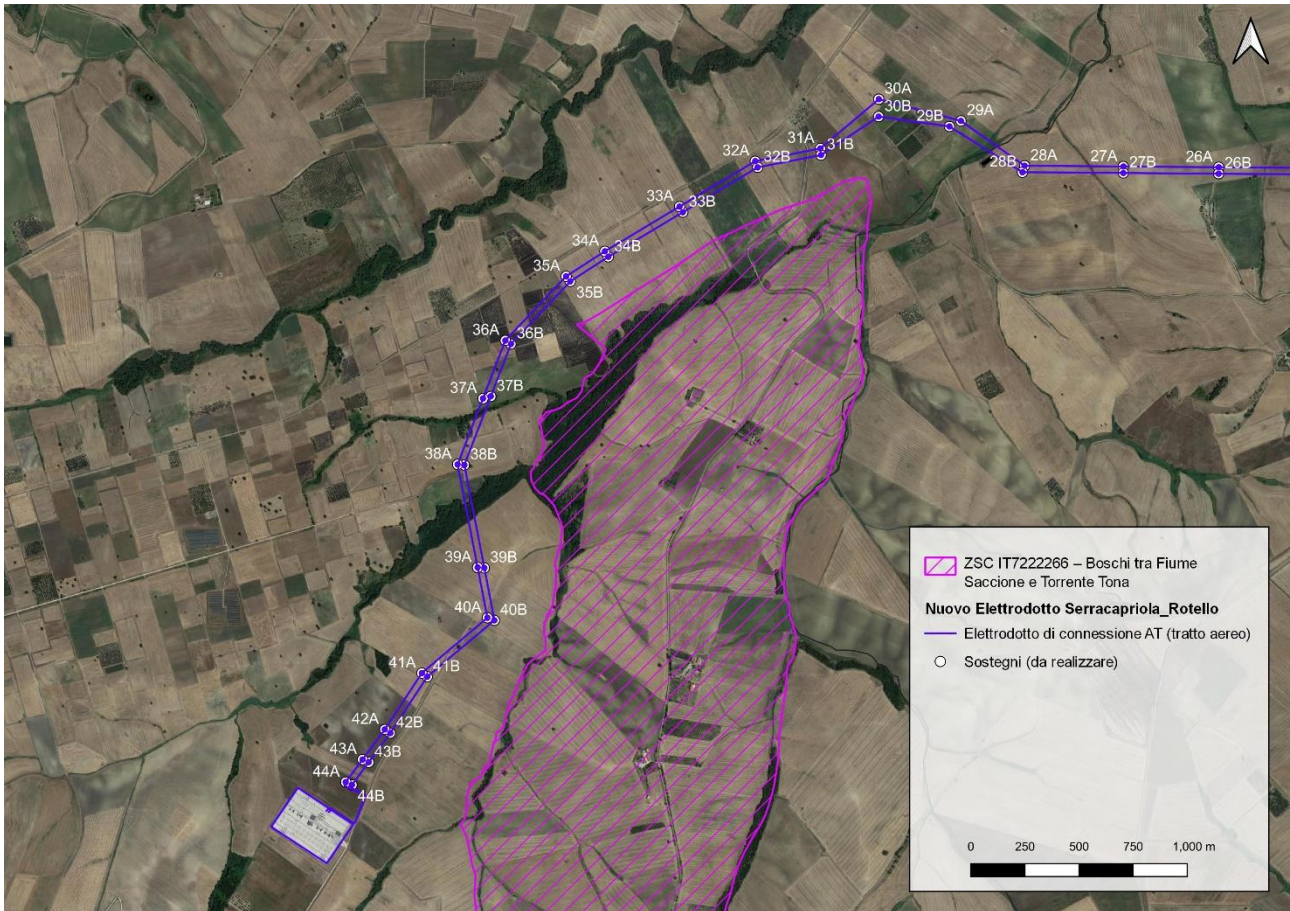 30A
30B
29B
29A
31A
31B
32A
32B
28B
28A
27A
27B
26A
26B
33A
33B
34A
34B
35A
35B
36A
36B
37A
37B
38A
38B
39A
39B
40A
40B
41A
41B
42A
42B
43A
43B
44A
44B
ZSC IT7222266 – Boschi tra Fiume
Saccione e Torrente Tona
Nuovo Elettrodotto Serracapriola_Rotello
Elettrodotto di connessione AT (tratto aereo)
Sostegni (da realizzare)
0 250 500 750 1,000 m